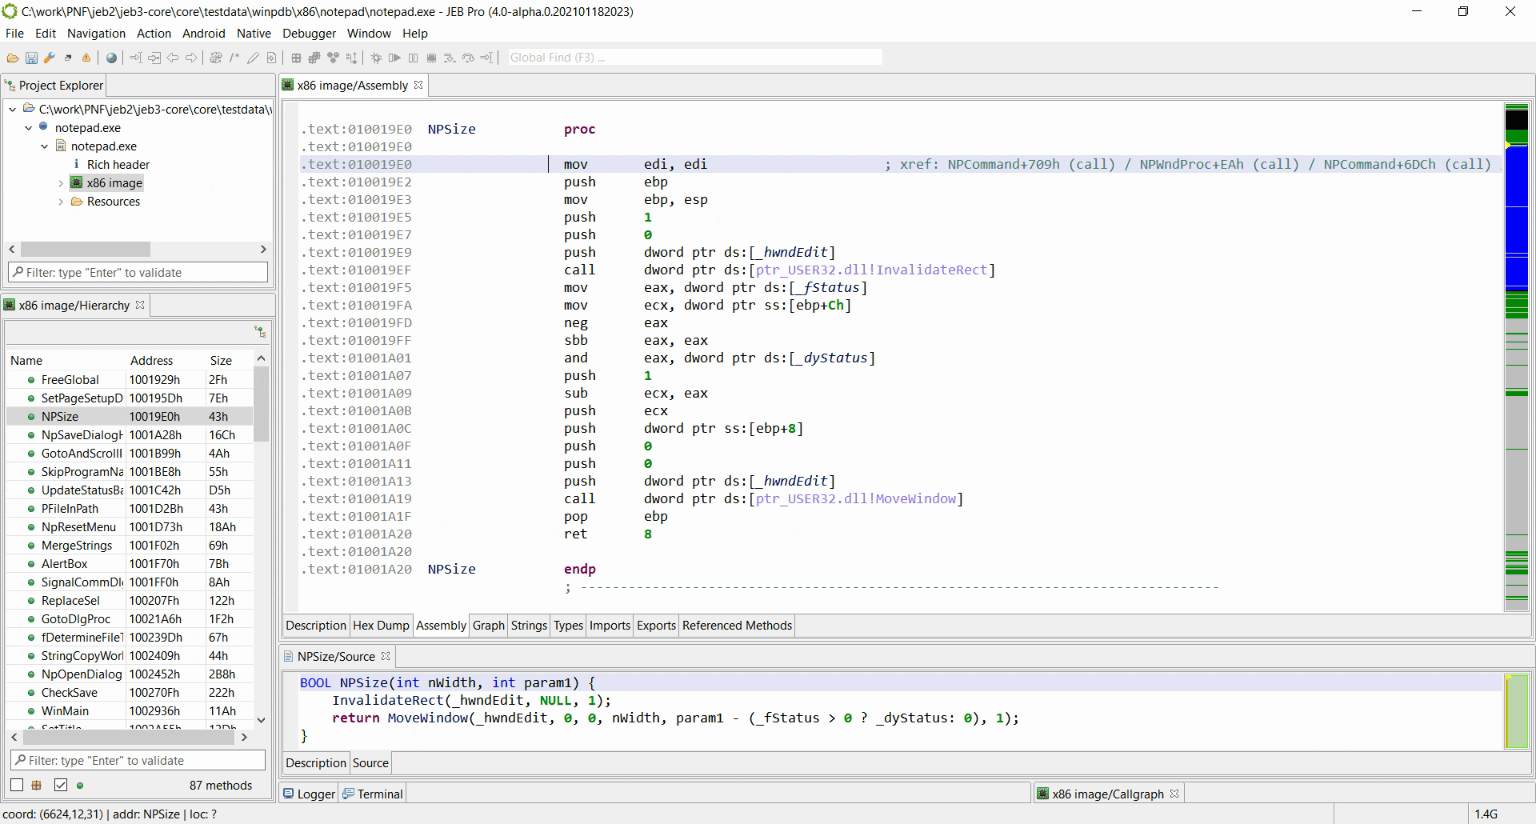 C:\work\PNF\jeb2\jeb3-core\core\testdata\winpdb\x86\notepad\notepad.exe - JEB Pro (4.0-alpha.0.202101182023)
File Edit Navigation Action Android Native Debugger Window Help
Global Find (F3) ...
Project Explorer
C:\work\PNF\jeb2\jeb3-core\core\testdata\
notepad.exe
notepad.exe
Rich header
x86 image
Resources
Filter: type "Enter" to validate
x86 image/Hierarchy
Name Address Size
FreeGlobal 1001929h 2Fh
SetPageSetupD 100195Dh 7Eh
NPSize 10019E0h 43h
NpSaveDialogH 1001A28h 16Ch
GotoAndScrollI 1001B99h 4Ah
SkipProgramNa 1001BE8h 55h
UpdateStatusBa 1001C42h D5h
PFileInPath 1001D2Bh 43h
NpResetMenu 1001D73h 18Ah
MergeStrings 1001F02h 69h
AlertBox 1001F70h 7Bh
SignalCommDl 1001FF0h 8Ah
ReplaceSel 100207Fh 122h
GotoDlgProc 10021A6h 1F2h
fDetermineFileT 100239Dh 67h
StringCopyWor 1002409h 44h
NpOpenDialog 1002452h 2B8h
CheckSave 100270Fh 222h
WinMain 1002936h 11Ah
Filter: type "Enter" to validate
87 methods
x86 image/Assembly
.text:010019E0 NPSize proc
.text:010019E0
.text:010019E0 mov edi, edi ; xref: NPCommand+709h (call) / NPWndProc+EAh (call) / NPCommand+6DCh (call)
.text:010019E2 push ebp
.text:010019E3 mov ebp, esp
.text:010019E5 push 1
.text:010019E7 push 0
.text:010019E9 push dword ptr ds:[_hwndEdit]
.text:010019EF call dword ptr ds:[ptr_USER32.dll!InvalidateRect]
.text:010019F5 mov eax, dword ptr ds:[_fStatus]
.text:010019FA mov ecx, dword ptr ss:[ebp+Ch]
.text:010019FD neg eax
.text:010019FF sbb eax, eax
.text:01001A01 and eax, dword ptr ds:[_dyStatus]
.text:01001A07 push 1
.text:01001A09 sub ecx, eax
.text:01001A0B push ecx
.text:01001A0C push dword ptr ss:[ebp+8]
.text:01001A0F push 0
.text:01001A11 push 0
.text:01001A13 push dword ptr ds:[_hwndEdit]
.text:01001A19 call dword ptr ds:[ptr_USER32.dll!MoveWindow]
.text:01001A1F pop ebp
.text:01001A20 ret 8
.text:01001A20
.text:01001A20 NPSize endp
; --------------------------------------------------------------------------------
Description Hex Dump Assembly Graph Strings Types Imports Exports Referenced Methods
NPSize/Source
BOOL NPSize(int nWidth, int param1) {
InvalidateRect(_hwndEdit, NULL, 1);
return MoveWindow(_hwndEdit, 0, 0, nWidth, param1 - (_fStatus > 0 ? _dyStatus: 0), 1);
}
Description Source
Logger Terminal
x86 image/Callgraph
coord: (6624,12,31) | addr: NPSize | loc: ?
1.4G